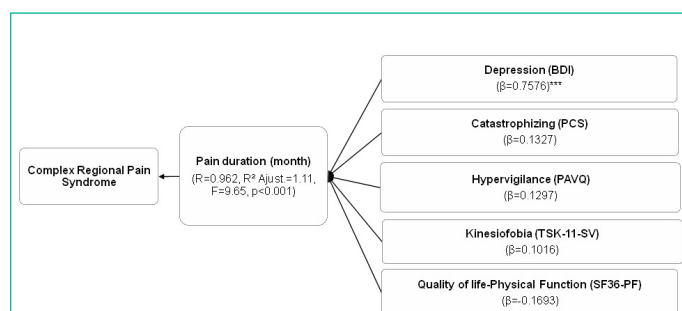 Depression (BDI)
(β=0.7576)***
Catastrophizing (PCS)
(β=0.1327)
Complex Regional Pain
Syndrome
Pain duration (month)
(R=0.962, R² Ajust.=1.11,
F=9.65, p<0.001)
Hypervigilance (PAVQ)
(β=0.1297)
Kinesiofobia (TSK-11-SV)
(β=0.1016)
Quality of life-Physical Function (SF36-PF)
(β=-0.1693)